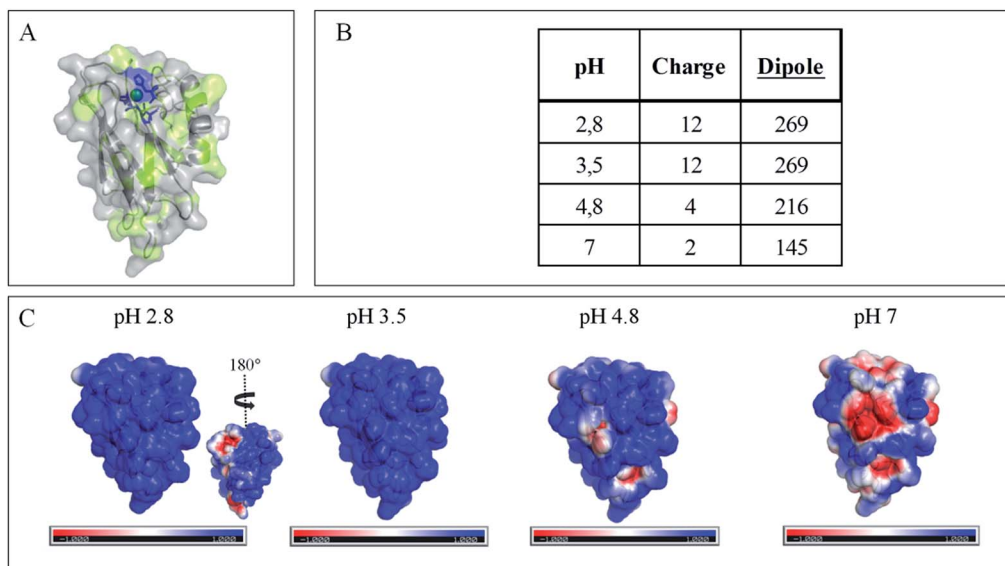 A
B
pH Charge Dipole
2,8 12 269
3,5 12 269
4,8 4 216
7 2 145
C
pH 2.8 pH 3.5 pH 4.8 pH 7
180°
-1.000 1.000 -1.000 1.000 -1.000 1.000 -1.000 1.000